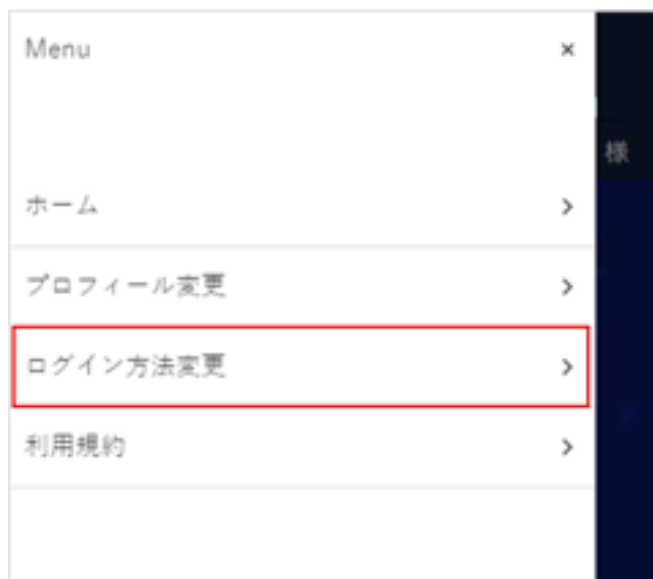 Menu ×
様
ホーム
プロフィール変更
ログイン方法変更
利用規約